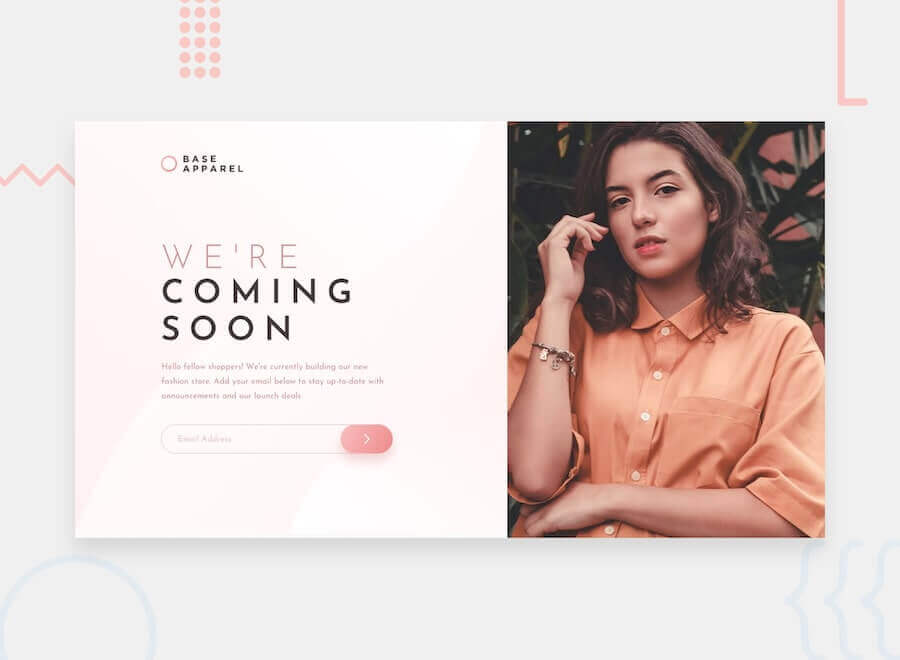 BASE
APPAREL
WE'RE
COMING
SOON
Hello fellow shoppers! We're currently building our new
fashion store. Add your email below to stay up-to-date with
announcements and our launch deals.
Email Address